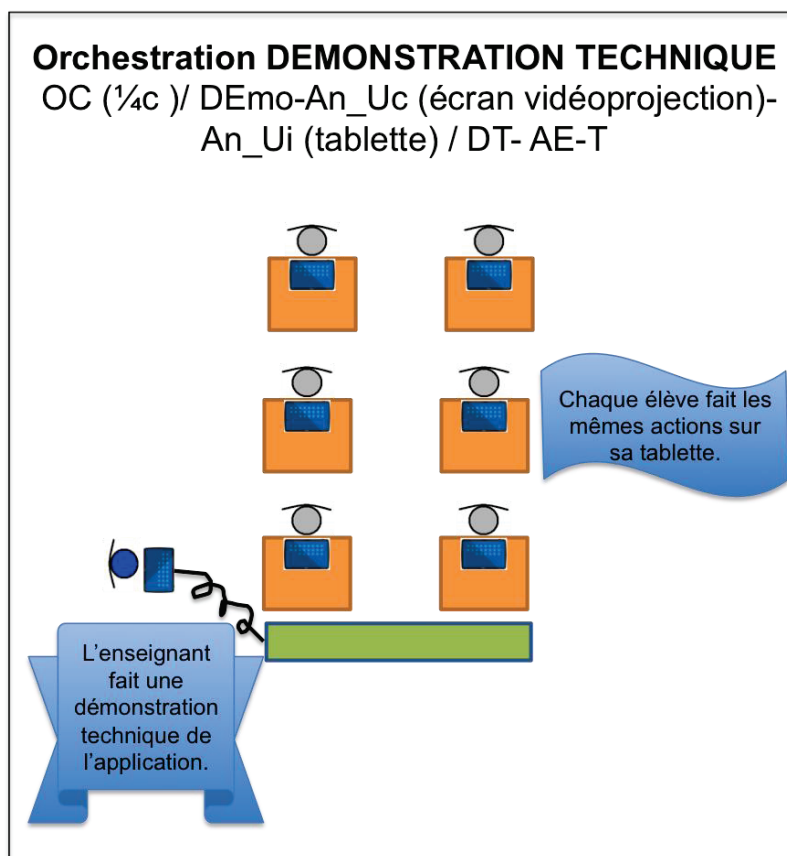 Orchestration DEMONSTRATION TECHNIQUE
OC (¼c )/ DEmo-An_Uc (écran vidéoprojection)-
An_Ui (tablette) / DT- AE-T
Chaque élève fait les
mêmes actions sur
sa tablette.
L’enseignant
fait une
démonstration
technique de
l’application.